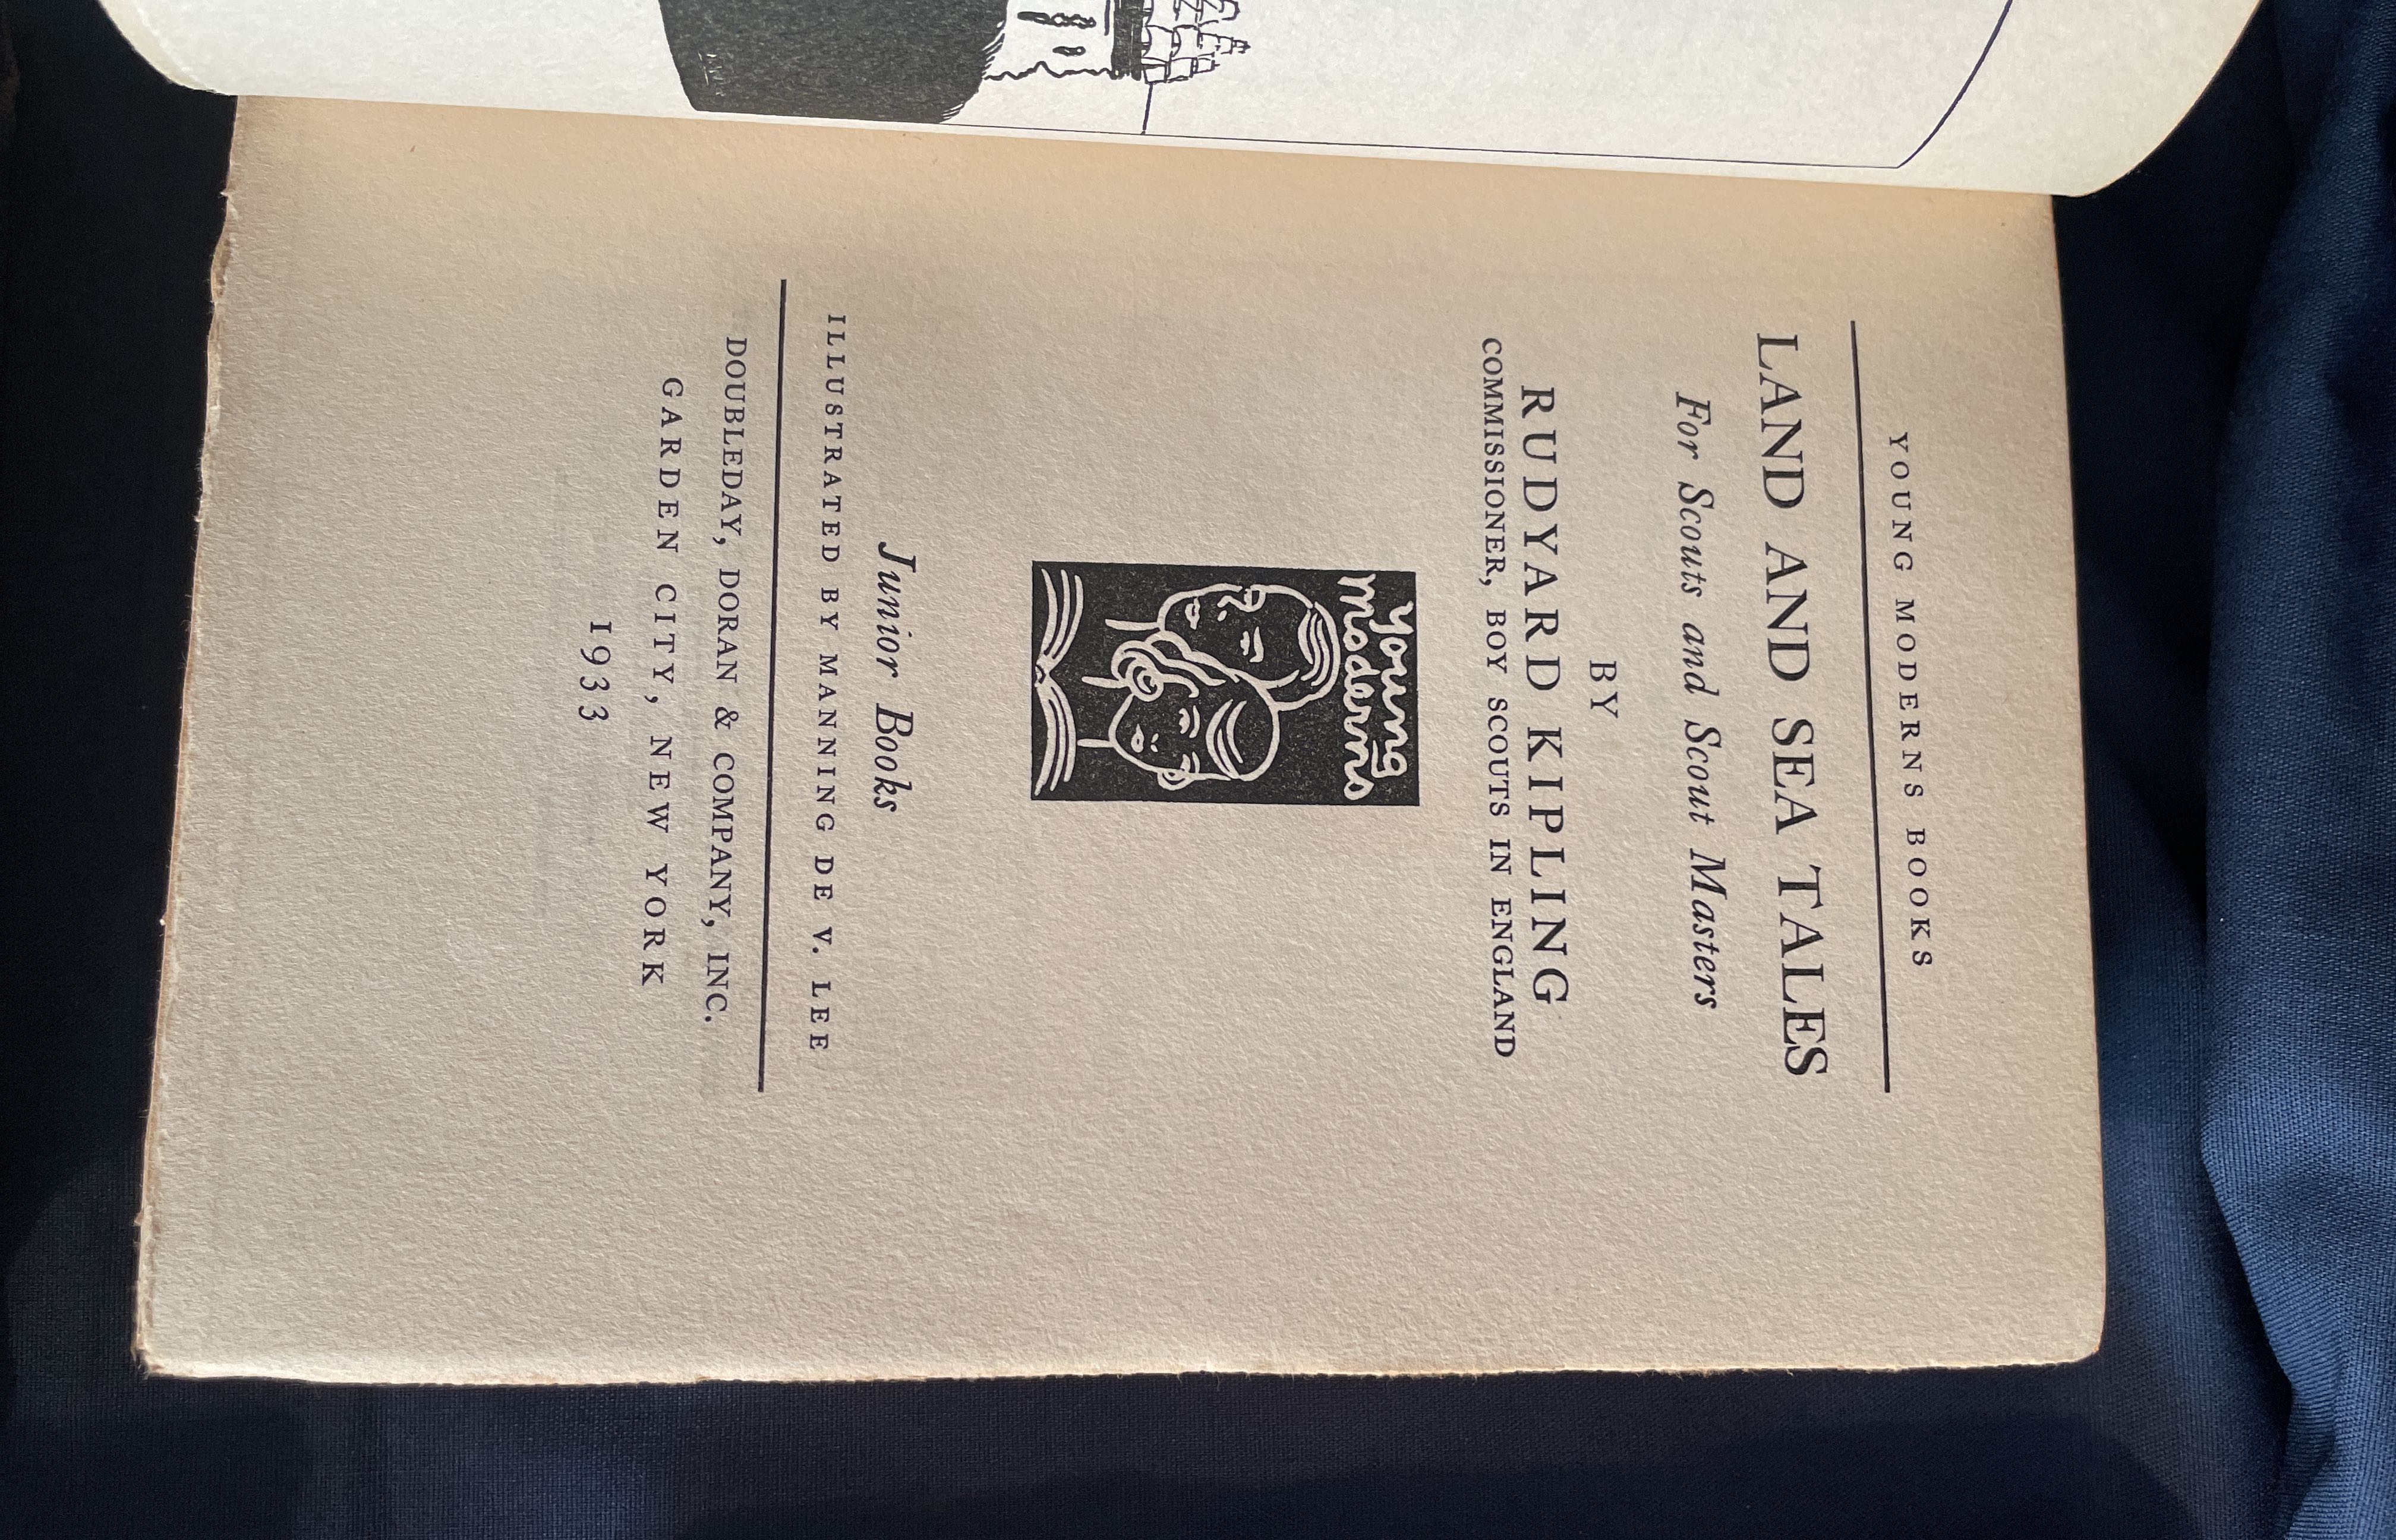 YOUNG MODERNS BOOKS
LAND AND SEA TALES
For Scouts and Scout Masters
BY
RUDYARD KIPLING
COMMISSIONER, BOY SCOUTS IN ENGLAND
Young
Moderns
Junior Books
ILLUSTRATED BY MANNING DE V. LEE
DOUBLEDAY, DORAN & COMPANY, INC.
GARDEN CITY, NEW YORK
1933